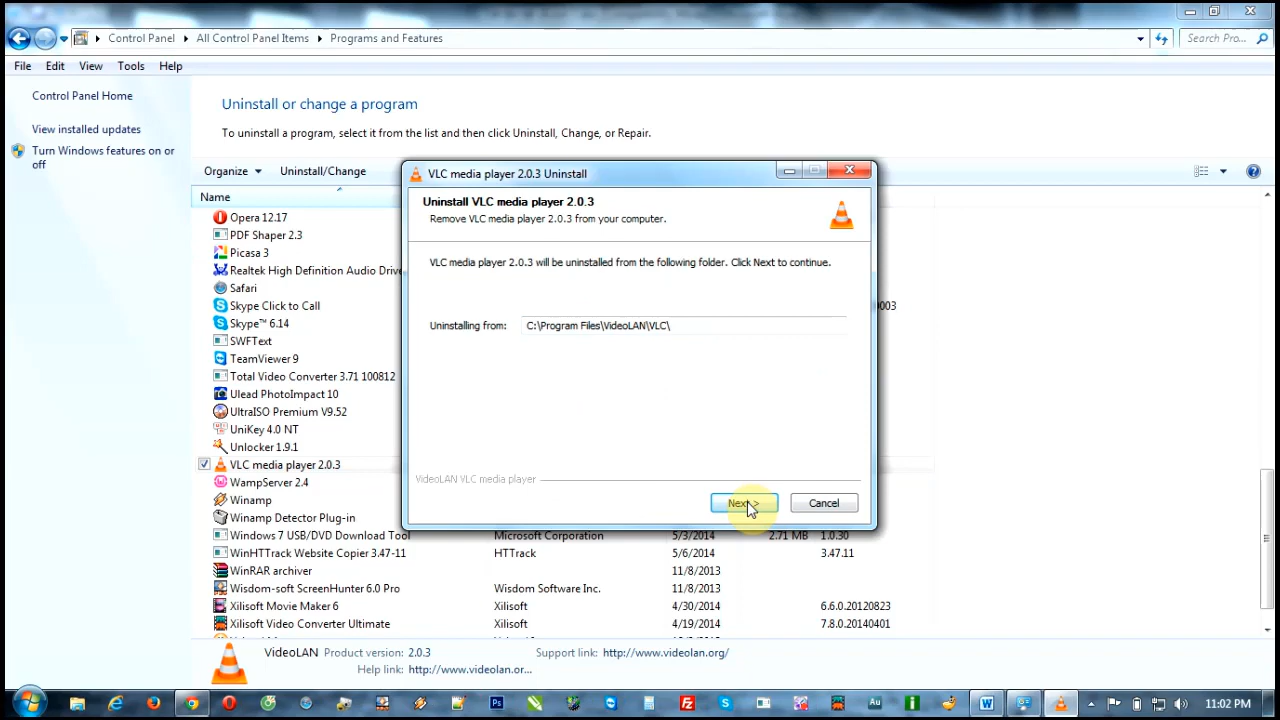 Control Panel
All Control Panel Items
Programs and Features
Search Pro...
File Edit View Tools Help
Control Panel Home
View installed updates
Turn Windows features on or
off
Uninstall or change a program
To uninstall a program, select it from the list and then click Uninstall, Change, or Repair.
Organize Uninstall/Change
Name
Opera 12.17
PDF Shaper 2.3
Picasa 3
Realtek High Definition Audio Drive
Safari
Skype Click to Call
0003
Skype™ 6.14
SWFText
TeamViewer 9
Total Video Converter 3.71 100812
Ulead PhotoImpact 10
UltraISO Premium V9.52
UniKey 4.0 NT
Unlocker 1.9.1
VLC media player 2.0.3
WampServer 2.4
Winamp
Winamp Detector Plug-in
Windows 7 USB/DVD Download Tool Microsoft Corporation 5/3/2014 2.71 MB 1.0.30
WinHTTrack Website Copier 3.47-11 HTTrack 5/6/2014 3.47.11
WinRAR archiver 11/8/2013
Wisdom-soft ScreenHunter 6.0 Pro Wisdom Software Inc. 11/8/2013
Xilisoft Movie Maker 6 Xilisoft 4/30/2014 6.6.0.20120823
Xilisoft Video Converter Ultimate Xilisoft 4/19/2014 7.8.0.20140401
VLC media player 2.0.3 Uninstall
Uninstall VLC media player 2.0.3
Remove VLC media player 2.0.3 from your computer.
VLC media player 2.0.3 will be uninstalled from the following folder. Click Next to continue.
Uninstalling from: C:\Program Files\VideoLAN\VLC\
VideoLAN VLC media player
Next > Cancel
VideoLAN Product version: 2.0.3 Support link: http://www.videolan.org/
Help link: http://www.videolan.or...
11:02 PM